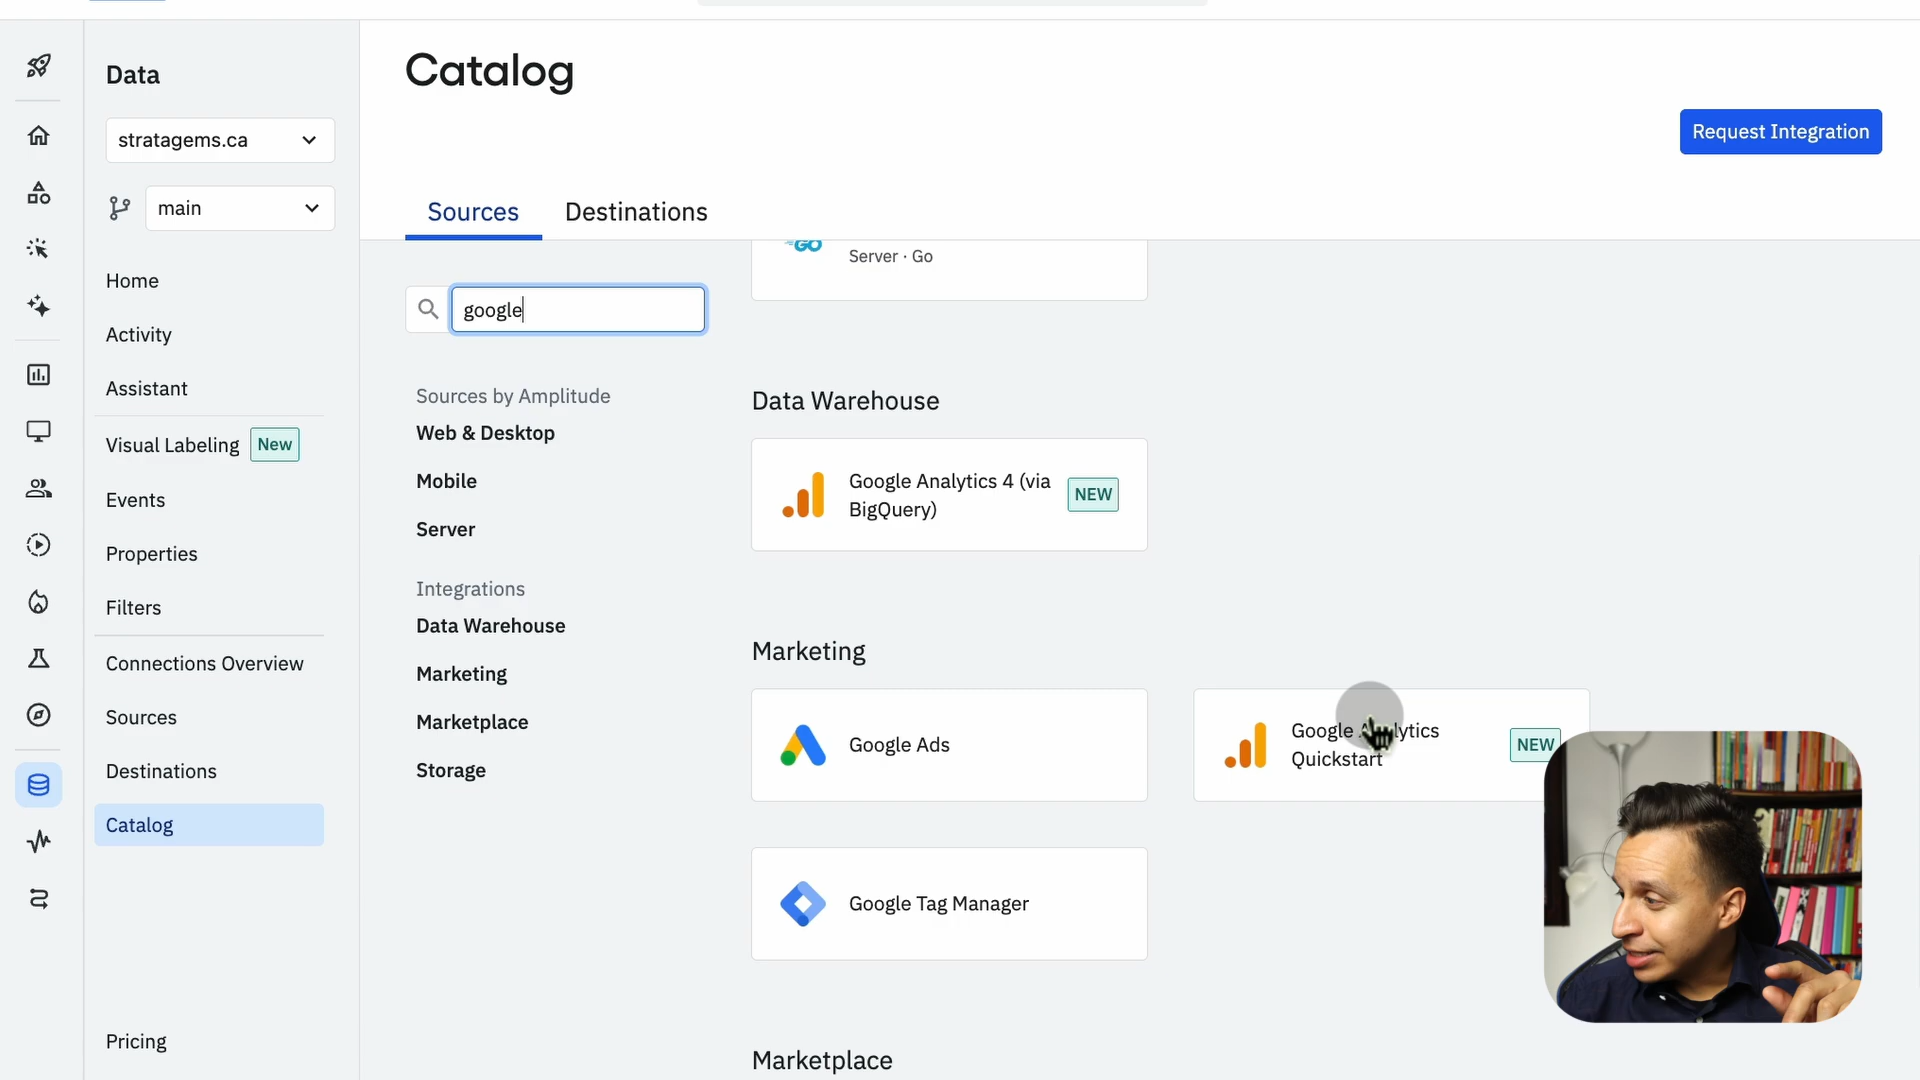 Data
stratagems.ca
main
Home
Activity
Assistant
Visual Labeling New
Events
Properties
Filters
Connections Overview
Sources
Destinations
Catalog
Pricing
Catalog
Request Integration
Sources Destinations
google
Sources by Amplitude
Web & Desktop
Mobile
Server
Integrations
Data Warehouse
Marketing
Marketplace
Storage
GO
Server · Go
Data Warehouse
Google Analytics 4 (via
BigQuery)
NEW
Marketing
Google Ads
Google Analytics
Quickstart
NEW
Google Tag Manager
Marketplace